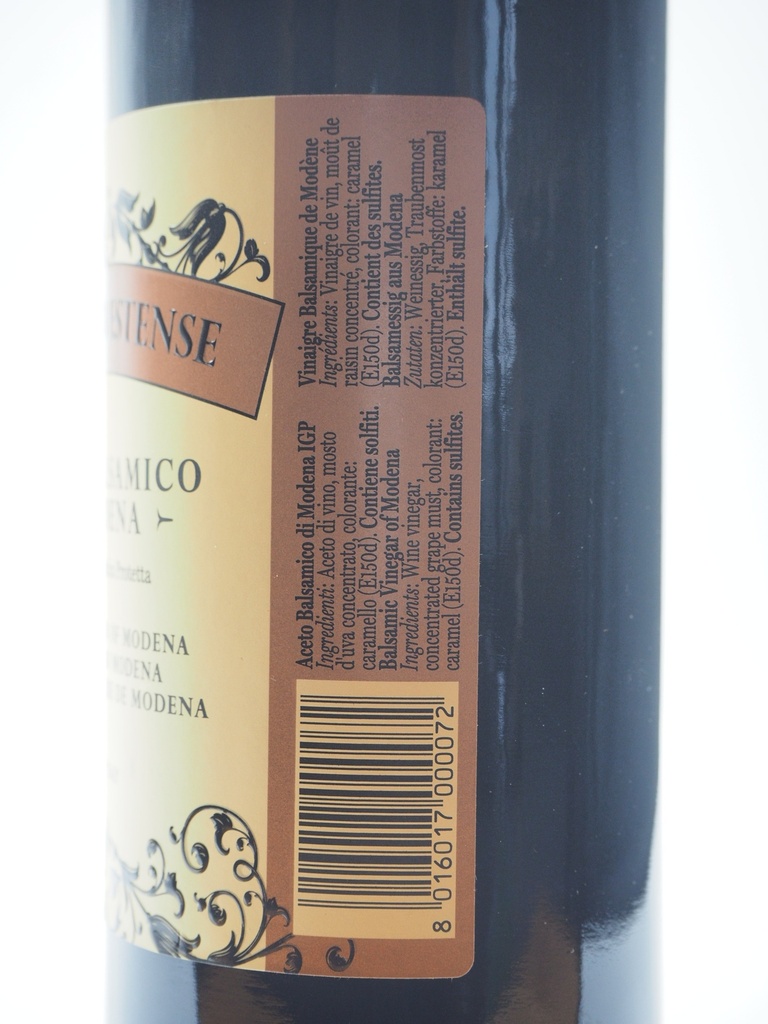 STENSE
SAMICO
ENA
Protetta
OF MODENA
MODENA
DE MODENA
Aceto Balsamico di Modena IGP
Ingredienti: Aceto di vino, mosto
d'uva concentrato, colorante:
caramello (E150d). Contiene solfiti.
Balsamic Vinegar of Modena
Ingredients: Wine vinegar,
concentrated grape must, colorant:
caramel (E150d). Contains sulfites.
Vinaigre Balsamique de Modène
Ingrédients: Vinaigre de vin, moût de
raisin concentré, colorant: caramel
(E150d). Contient des sulfites.
Balsamessig aus Modena
Zutaten: Weinessig, Traubenmost
konzentrierter, Farbstoffe: karamel
(E150d). Enthält sulfite.
8 016017 000072